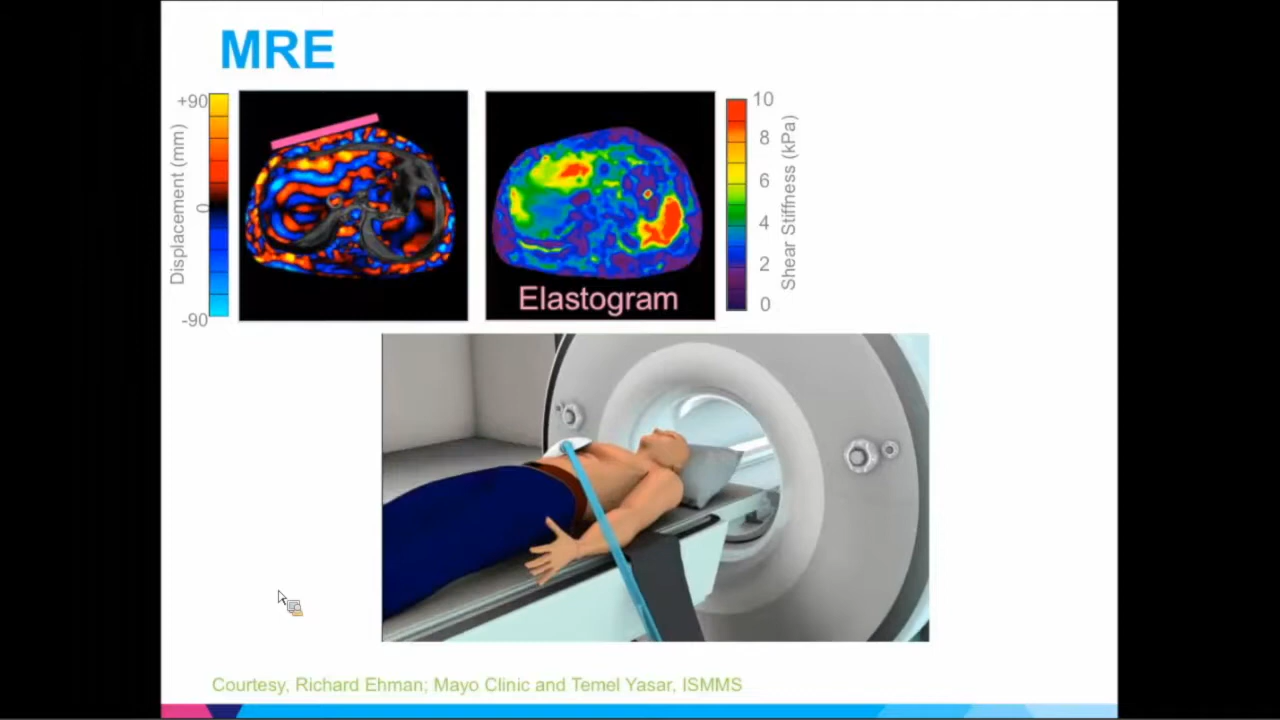 MRE
+90
Displacement (mm)
0
-90
Elastogram
10
8
6
4
2
0
Shear Stiffness (kPa)
Courtesy, Richard Ehman; Mayo Clinic and Temel Yasar, ISMMS